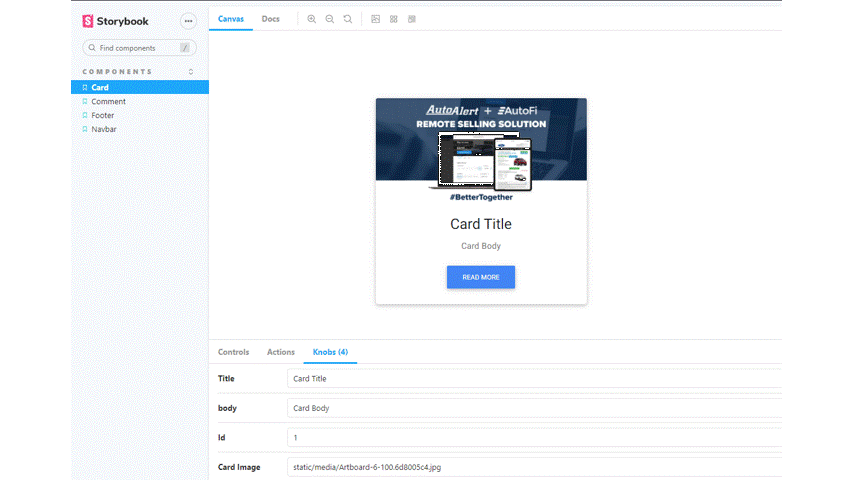 Storybook
Find components
/
COMPONENTS
Card
Comment
Footer
Navbar
Canvas
Docs
AutoAlert + AutoFi
REMOTE SELLING SOLUTION
#BetterTogether
Card Title
Card Body
READ MORE
Controls
Actions
Knobs (4)
Title
Card Title
body
Card Body
Id
1
Card Image
static/media/Artboard-6-100.6d8005c4.jpg